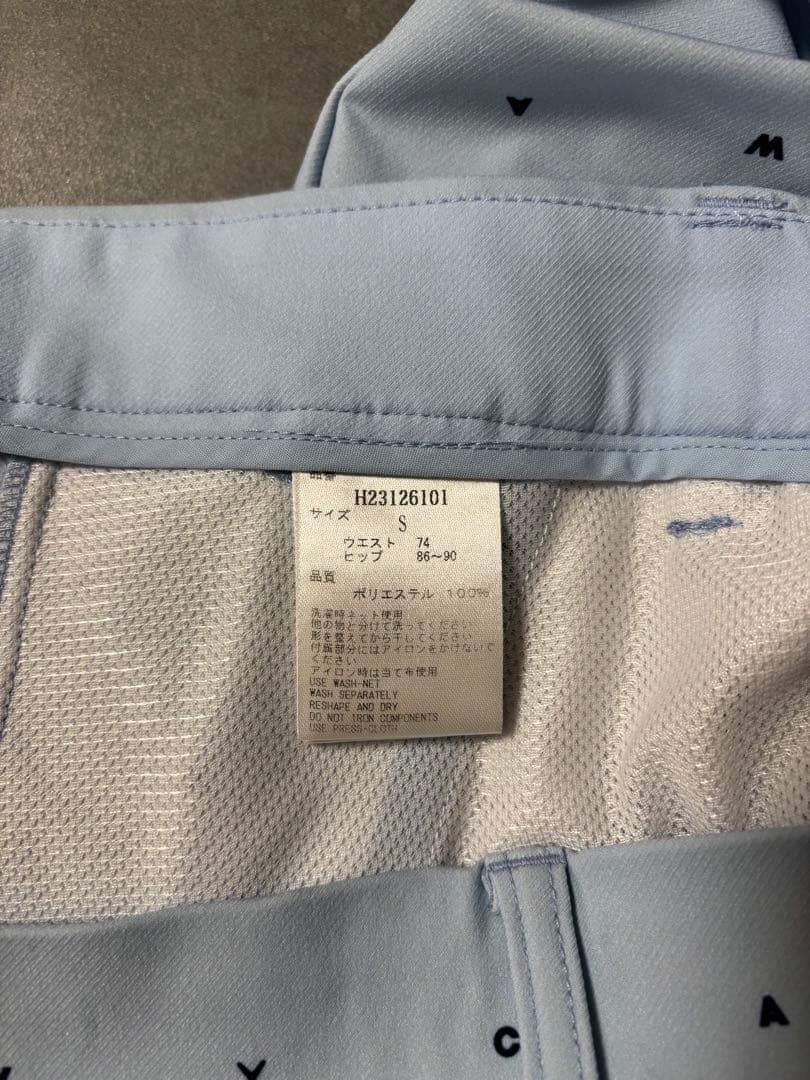 A
W
品番
H23126101
サイズ
S
ウエスト 74
ヒップ 86~90
品質
ポリエステル 100%
洗濯時ネット使用
他の物と分けて洗ってください
形を整えてから干してください
付属部分にはアイロンをかけないで
ください
アイロン時は当て布使用
USE WASH-NET
WASH SEPARATELY
RESHAPE AND DRY
DO NOT IRON COMPONENTS
USE PRESS-CLOTH
A
C
Y